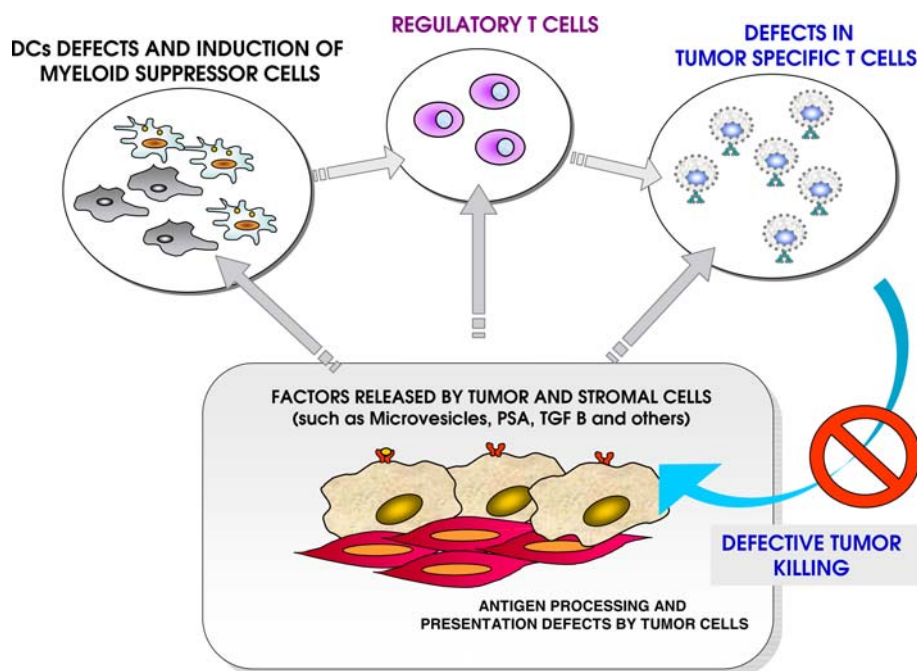 DCs DEFECTS AND INDUCTION OF
MYELOID SUPPRESSOR CELLS
REGULATORY T CELLS
DEFECTS IN
TUMOR SPECIFIC T CELLS
FACTORS RELEASED BY TUMOR AND STROMAL CELLS
(such as Microvesicles, PSA, TGF B and others)
DEFECTIVE TUMOR
KILLING
ANTIGEN PROCESSING AND
PRESENTATION DEFECTS BY TUMOR CELLS